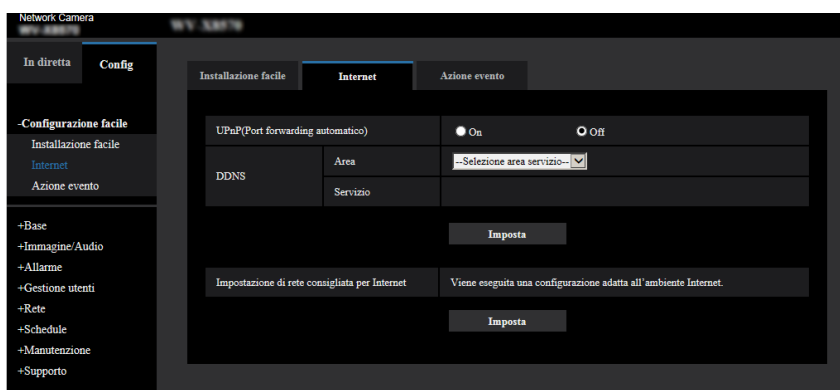 Network Camera
In diretta
Config
-Configurazione facile
Installazione facile
Internet
Azione evento
+Base
+Immagine/Audio
+Allarme
+Gestione utenti
+Rete
+Schedule
+Manutenzione
+Supporto
Installazione facile
Internet
Azione evento
UPnP(Port forwarding automatico)
On
Off
DDNS
Area
--Selezione area servizio--
Servizio
Imposta
Impostazione di rete consigliata per Internet
Viene eseguita una configurazione adatta all'ambiente Internet.
Imposta